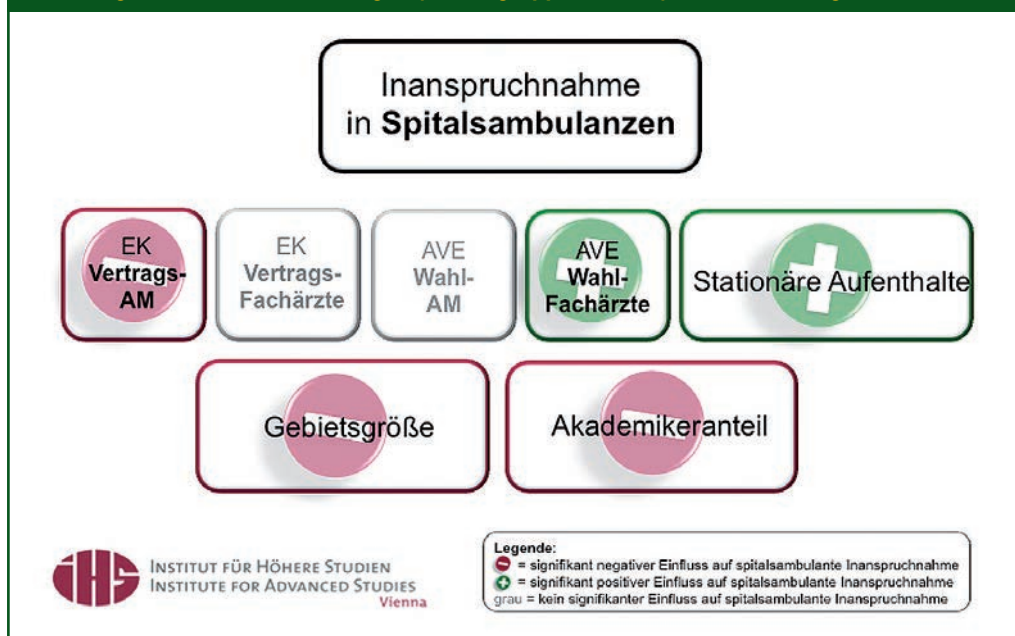 Inanspruchnahme
in Spitalsambulanzen
EK
Vertrags-
AM
EK
Vertrags-
Fachärzte
AVE
Wahl-
AM
AVE
Wahl-
Fachärzte
Stationäre Aufenthalte
Gebietsgröße
Akademikeranteil
iHS
INSTITUT FÜR HÖHERE STUDIEN
INSTITUTE FOR ADVANCED STUDIES
Vienna
Legende:
= signifikant negativer Einfluss auf spitalsambulante Inanspruchnahme
= signifikant positiver Einfluss auf spitalsambulante Inanspruchnahme
grau = kein signifikanter Einfluss auf spitalsambulante Inanspruchnahme